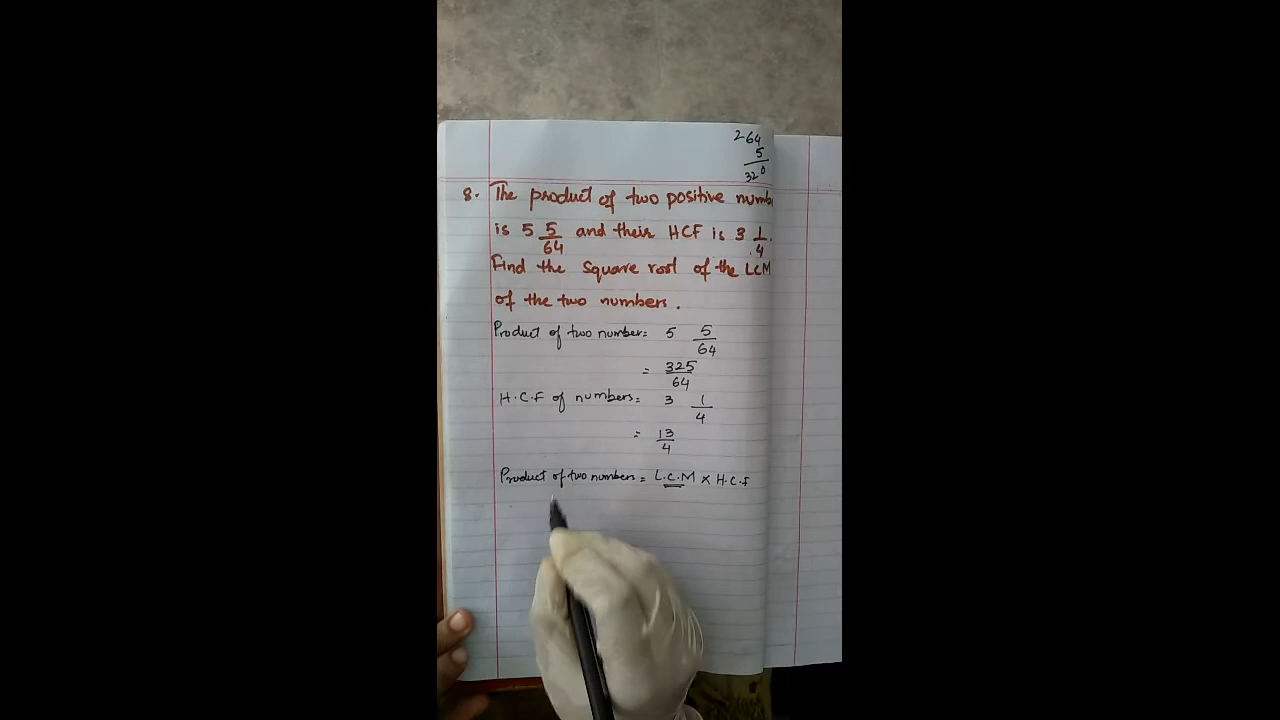 264
5
320
8. The product of two positive numbe
is 5 5/64 and their HCF is 3 1/4.
Find the square root of the LCM
of the two numbers.
Product of two number= 5 5/64
= 325/64
H.C.F of numbers= 3 1/4
= 13/4
Product of two numbers = L.C.M × H.C.F